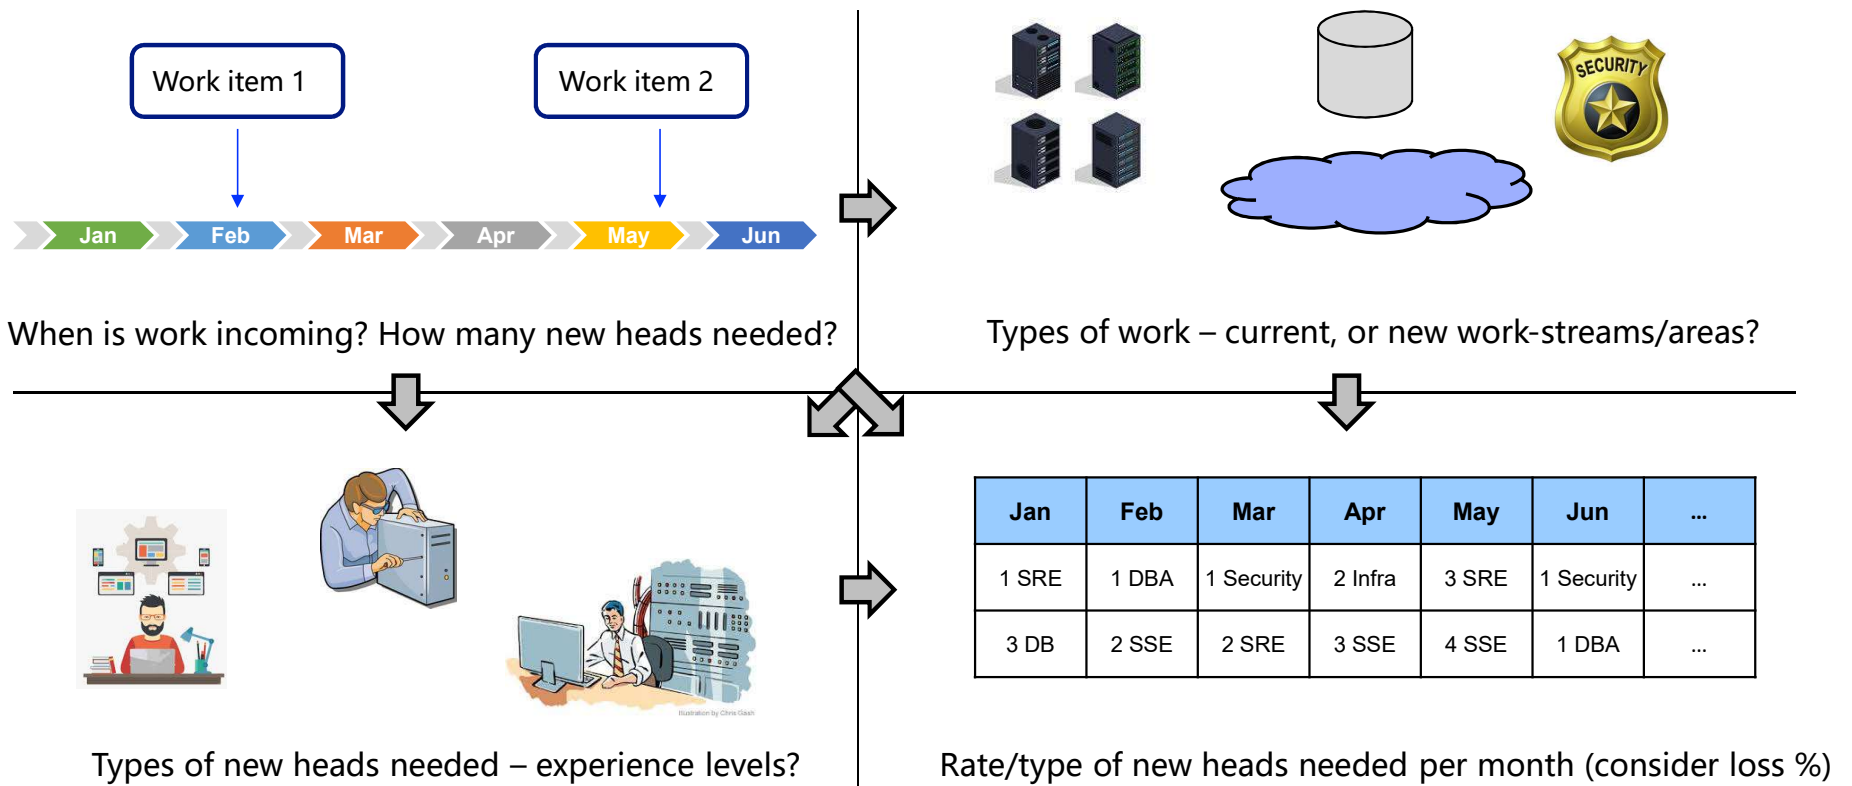 Work item 1
Work item 2
Jan Feb Mar Apr May Jun
When is work incoming? How many new heads needed?
SECURITY
Types of work – current, or new work-streams/areas?
Illustration by Chris Gash
Types of new heads needed – experience levels?
Jan Feb Mar Apr May Jun ...
1 SRE 1 DBA 1 Security 2 Infra 3 SRE 1 Security ...
3 DB 2 SSE 2 SRE 3 SSE 4 SSE 1 DBA ...
Rate/type of new heads needed per month (consider loss %)